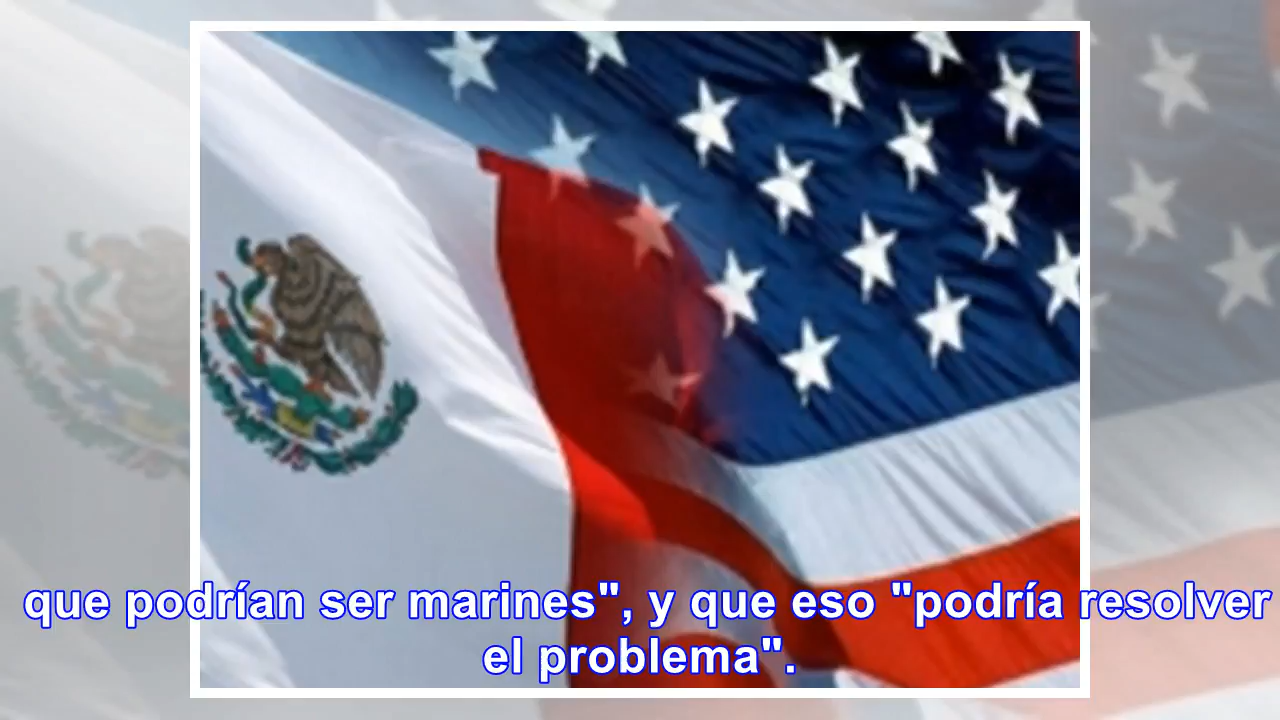 que podrían ser marines", y que eso "podría resolver
el problema".